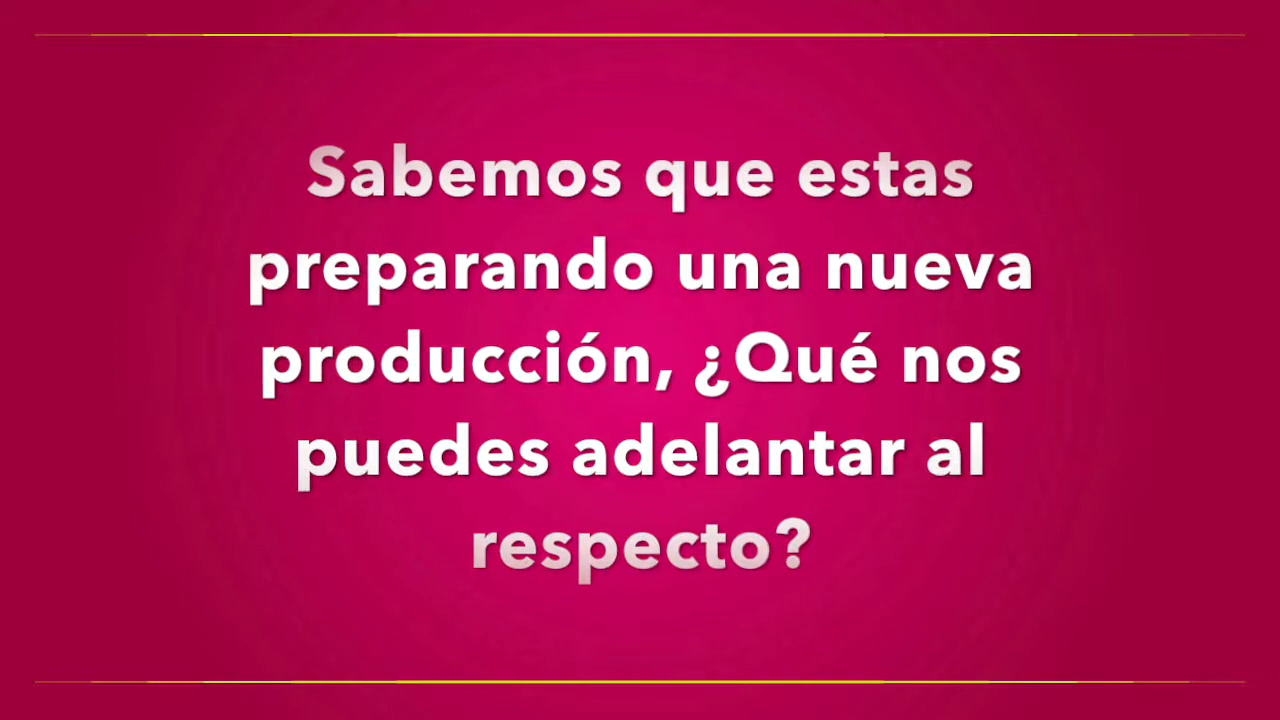 Sabemos que estas
preparando una nueva
producción, ¿Qué nos
puedes adelantar al
respecto?